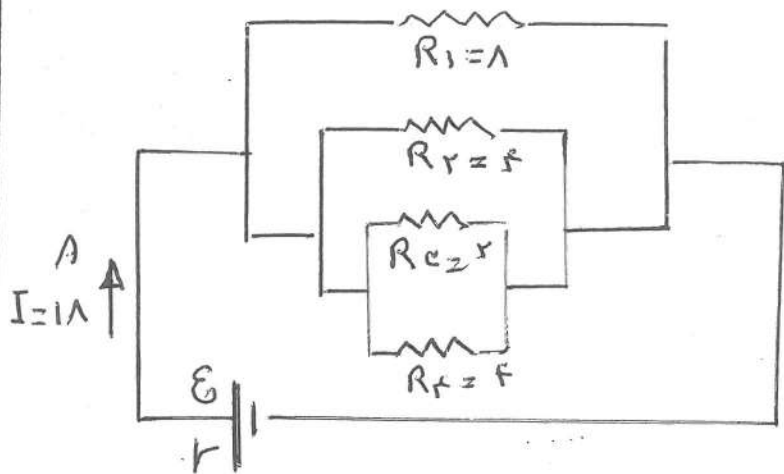 R۱ = ۸
R۲ = ۴
R۳ = ۲
R۴ = ۴
I = ۱۸
ε
r